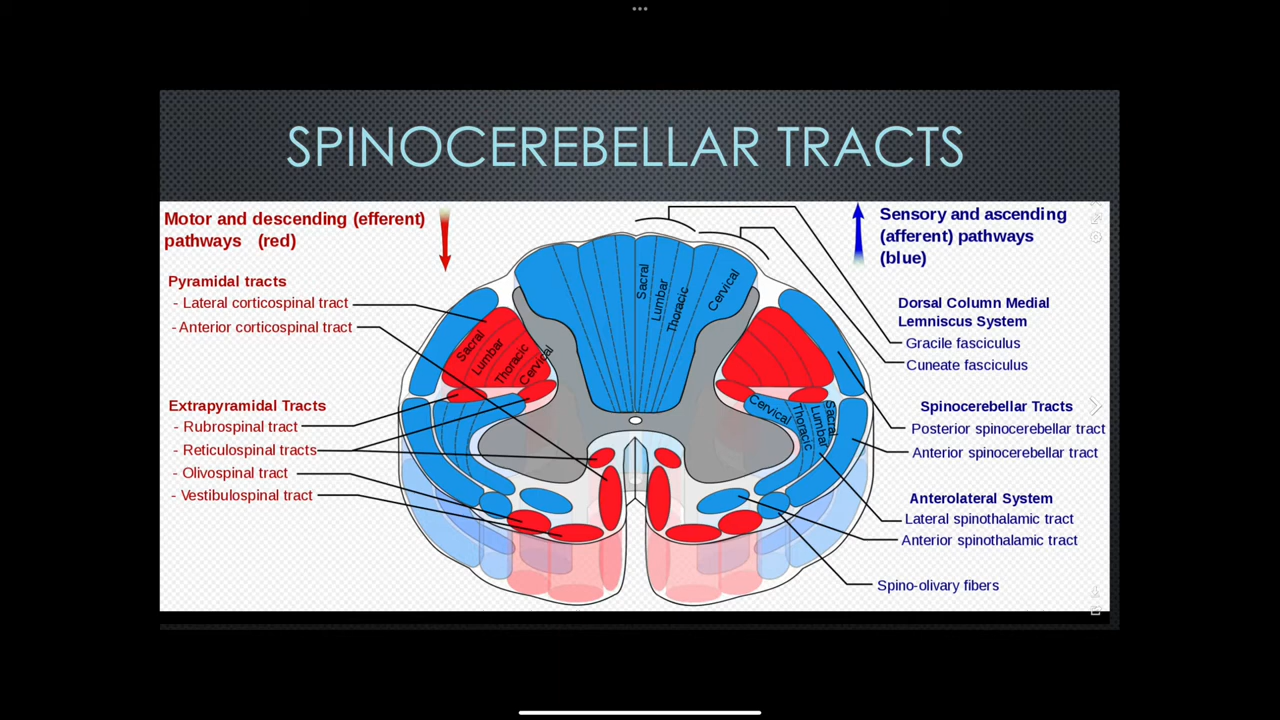 SPINOCEREBELLAR TRACTS
Motor and descending (efferent)
pathways (red)
Pyramidal tracts
- Lateral corticospinal tract
- Anterior corticospinal tract
Extrapyramidal Tracts
- Rubrospinal tract
- Reticulospinal tracts
- Olivospinal tract
- Vestibulospinal tract
Sacral
Lumbar
Thoracic
Cervical
Sacral
Lumbar
Thoracic
Cervical
Cervical
Thoracic
Lumbar
Sacral
Sensory and ascending
(afferent) pathways
(blue)
Dorsal Column Medial
Lemniscus System
Gracile fasciculus
Cuneate fasciculus
Spinocerebellar Tracts
Posterior spinocerebellar tract
Anterior spinocerebellar tract
Anterolateral System
Lateral spinothalamic tract
Anterior spinothalamic tract
Spino-olivary fibers